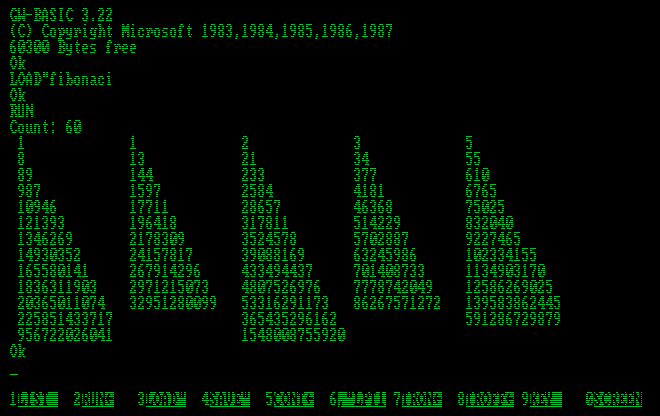 GW-BASIC 3.22
(C) Copyright Microsoft 1983,1984,1985,1986,1987
60300 Bytes free
Ok
LOAD"fibonaci
Ok
RUN
Count: 60
1 1 2 3 5
8 13 21 34 55
89 144 233 377 610
987 1597 2584 4181 6765
10946 17711 28657 46368 75025
121393 196418 317811 514229 832040
1346269 2178309 3524578 5702887 9227465
14930352 24157817 39088169 63245986 102334155
165580141 267914296 433494437 701408733 1134903170
1836311903 2971215073 4807526976 7778742049 12586269025
20365011074 32951280099 53316291173 86267571272 139583862445
225851433717 365435296162 591286729879
956722026041 1548008755920
Ok
_
1LIST 2RUN← 3LOAD" 4SAVE" 5CONT← 6,"LPT1 7TRON← 8TROFF← 9KEY 0SCREEN